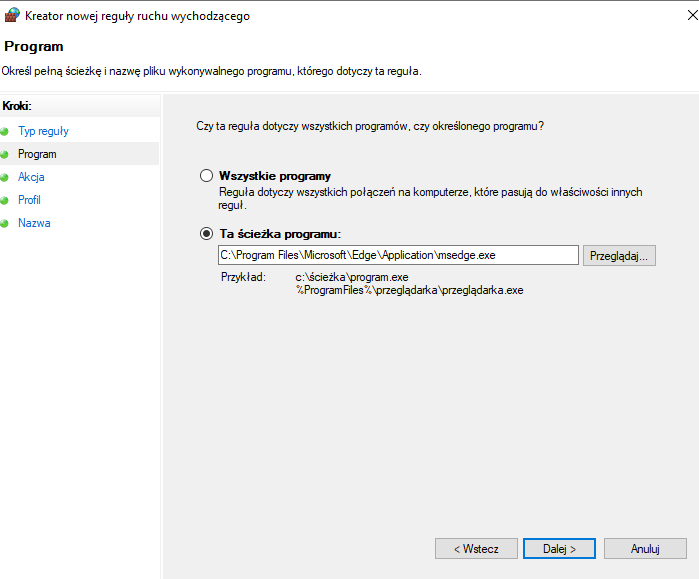 Kreator nowej reguły ruchu wychodzącego
Program
Określ pełną ścieżkę i nazwę pliku wykonywalnego programu, którego dotyczy ta reguła.
Kroki:
Typ reguły
Program
Akcja
Profil
Nazwa
Czy ta reguła dotyczy wszystkich programów, czy określonego programu?
Wszystkie programy
Reguła dotyczy wszystkich połączeń na komputerze, które pasują do właściwości innych
reguł.
Ta ścieżka programu:
C:\Program Files\Microsoft\Edge\Application\msedge.exe
Przeglądaj...
Przykład: c:\ścieżka\program.exe
%ProgramFiles%\przeglądarka\przeglądarka.exe
< Wstecz Dalej > Anuluj